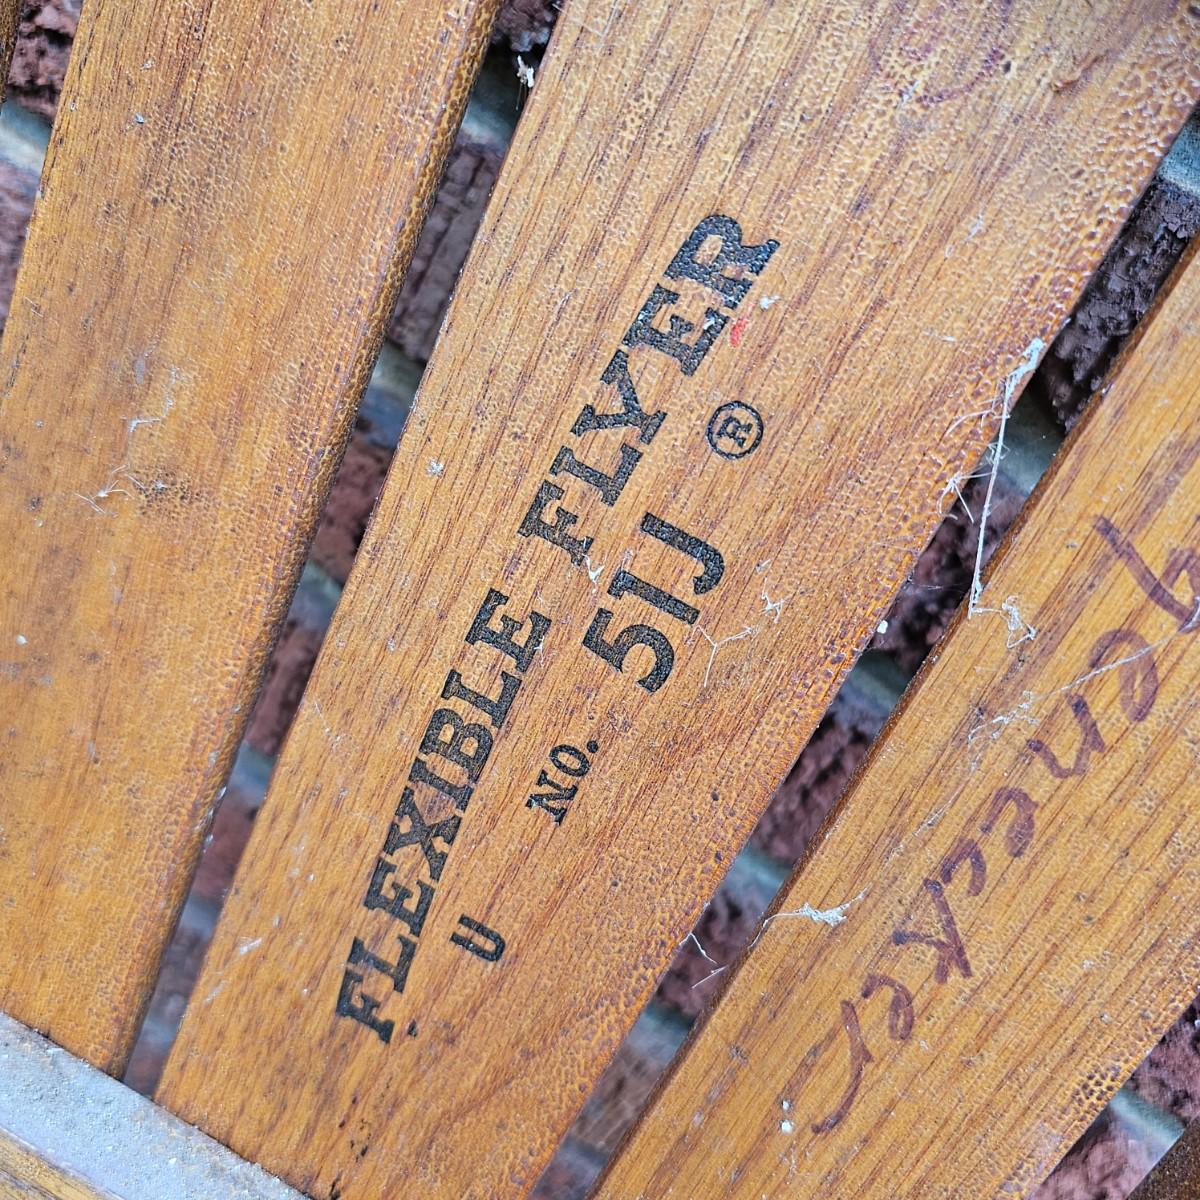 FLEXIBLE FLYER
U No. 51J ®